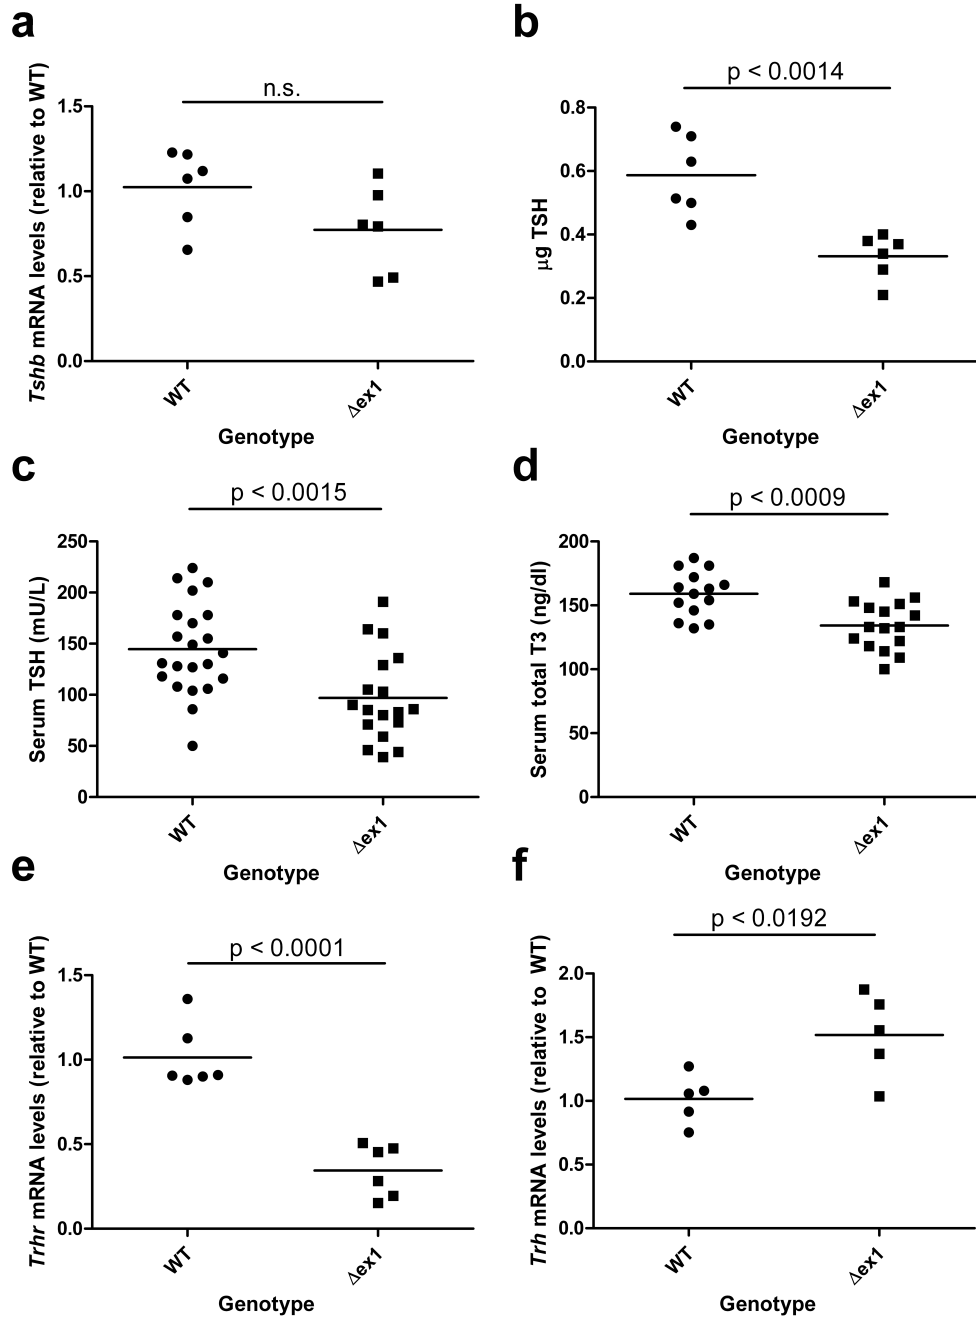 a
n.s.
Tshb mRNA levels (relative to WT)
1.5
1.0
0.5
0.0
WT
Δex1
Genotype
b
p < 0.0014
μg TSH
0.8
0.6
0.4
0.2
0.0
WT
Δex1
Genotype
c
p < 0.0015
Serum TSH (mU/L)
250
200
150
100
50
0
WT
Δex1
Genotype
d
p < 0.0009
Serum total T3 (ng/dl)
200
150
100
50
0
WT
Δex1
Genotype
e
p < 0.0001
Trhr mRNA levels (relative to WT)
1.5
1.0
0.5
0.0
WT
Δex1
Genotype
f
p < 0.0192
Trh mRNA levels (relative to WT)
2.0
1.5
1.0
0.5
0.0
WT
Δex1
Genotype